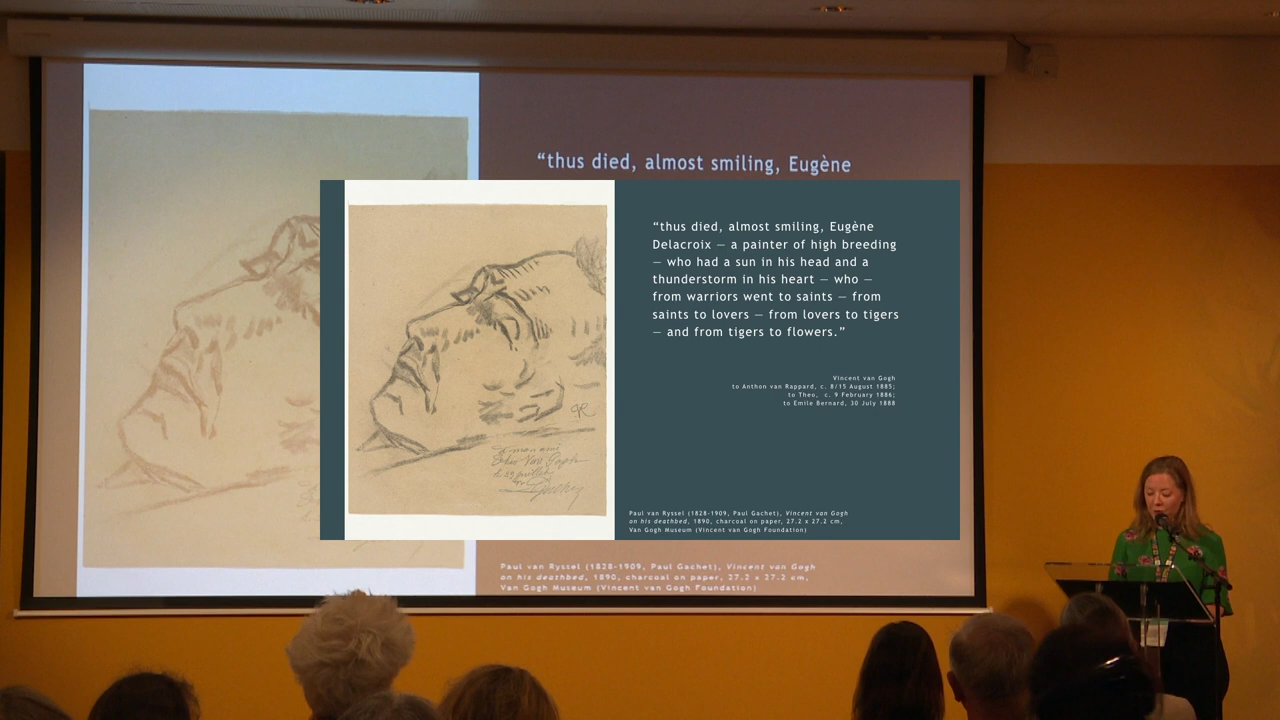 “thus died, almost smiling, Eugène
“thus died, almost smiling, Eugène
Delacroix — a painter of high breeding
— who had a sun in his head and a
thunderstorm in his heart — who —
from warriors went to saints — from
saints to lovers — from lovers to tigers
— and from tigers to flowers.”
Vincent van Gogh
to Anthon van Rappard, c. 8/15 August 1885;
to Theo, c. 9 February 1886;
to Émile Bernard, 30 July 1888
Paul van Ryssel (1828-1909, Paul Gachet), Vincent van Gogh
on his deathbed, 1890, charcoal on paper, 27.2 x 27.2 cm,
Van Gogh Museum (Vincent van Gogh Foundation)
Paul van Ryssel (1828-1909, Paul Gachet), Vincent van Gogh
on his deathbed, 1890, charcoal on paper, 27.2 x 27.2 cm,
Van Gogh Museum (Vincent van Gogh Foundation)